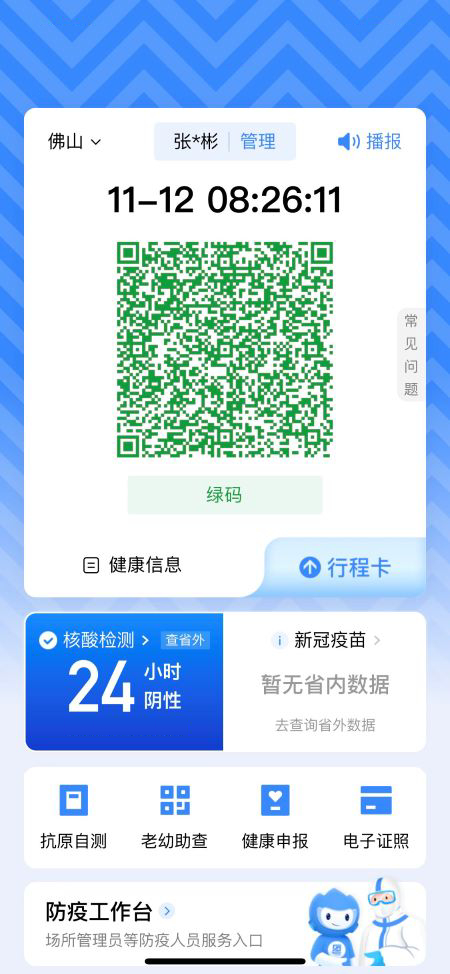 佛山
张*彬 管理
播报
11-12 08:26:11
常见问题
绿码
健康信息
行程卡
核酸检测 查省外
24 小时
阴性
新冠疫苗
暂无省内数据
去查询省外数据
抗原自测
老幼助查
健康申报
电子证照
防疫工作台
场所管理员等防疫人员服务入口